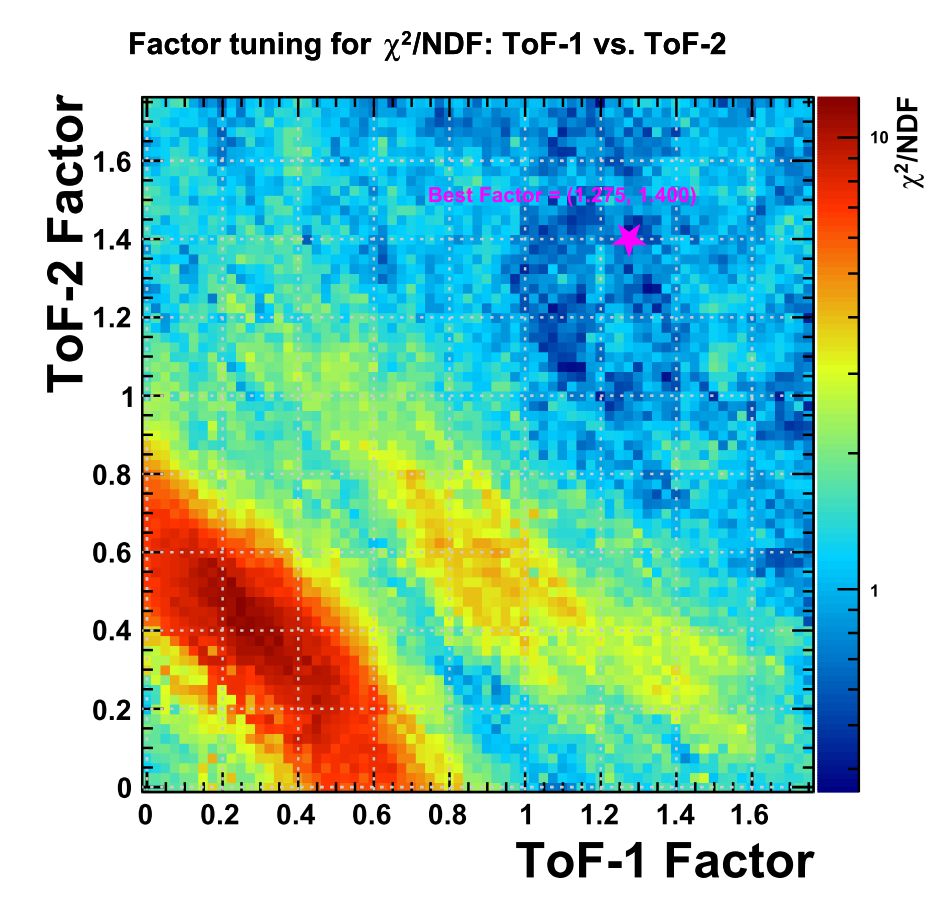 Factor tuning for χ²/NDF: ToF-1 vs. ToF-2
ToF-2 Factor
1.6
1.4
1.2
1
0.8
0.6
0.4
0.2
0
Best Factor = (1.275, 1.400)
10
1
χ²/NDF
0 0.2 0.4 0.6 0.8 1 1.2 1.4 1.6
ToF-1 Factor